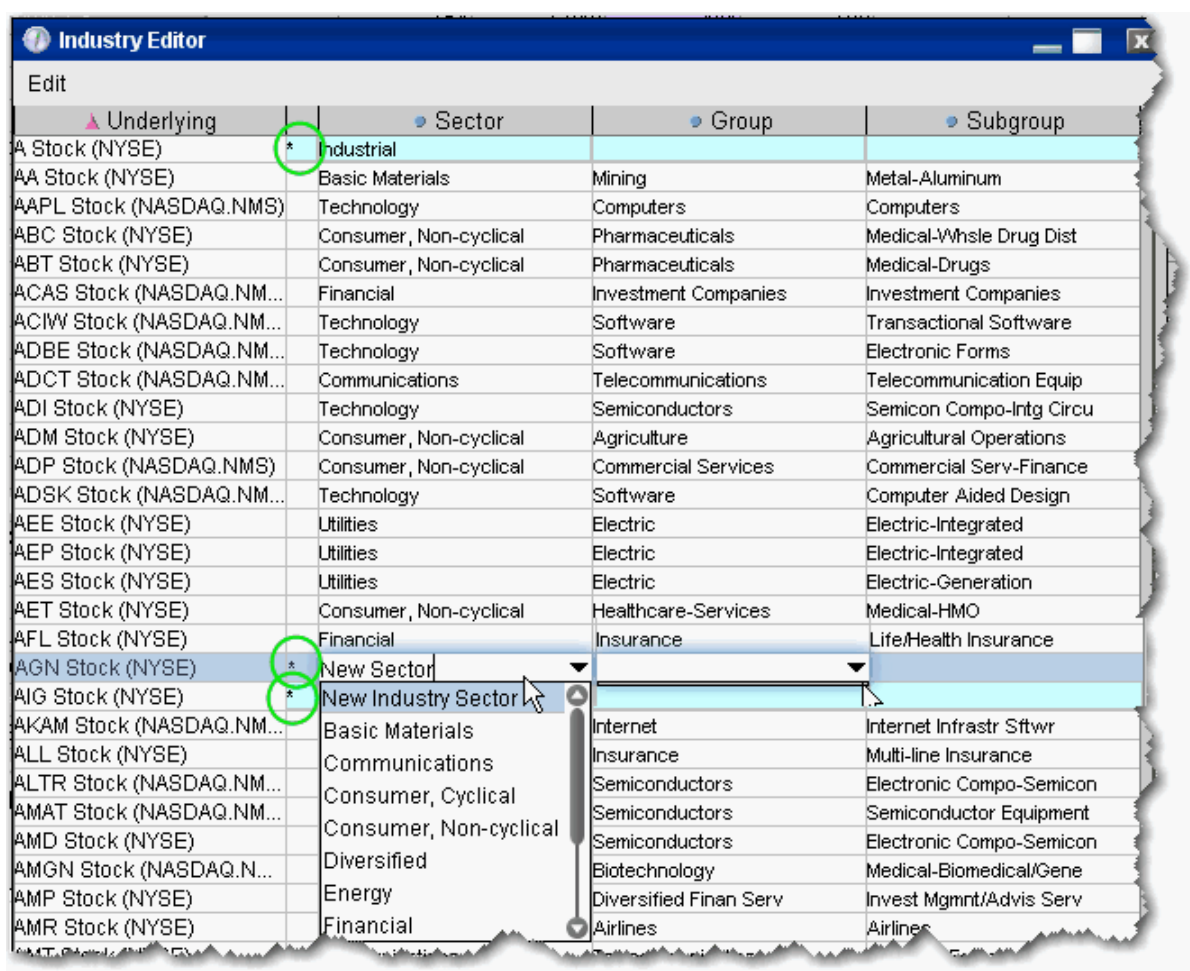 Industry Editor
Edit
Underlying Sector Group Subgroup
A Stock (NYSE) * Industrial
AA Stock (NYSE) Basic Materials Mining Metal-Aluminum
AAPL Stock (NASDAQ.NMS) Technology Computers Computers
ABC Stock (NYSE) Consumer, Non-cyclical Pharmaceuticals Medical-Whsle Drug Dist
ABT Stock (NYSE) Consumer, Non-cyclical Pharmaceuticals Medical-Drugs
ACAS Stock (NASDAQ.NM... Financial Investment Companies Investment Companies
ACIW Stock (NASDAQ.NM... Technology Software Transactional Software
ADBE Stock (NASDAQ.NM... Technology Software Electronic Forms
ADCT Stock (NASDAQ.NM... Communications Telecommunications Telecommunication Equip
ADI Stock (NYSE) Technology Semiconductors Semicon Compo-Intg Circu
ADM Stock (NYSE) Consumer, Non-cyclical Agriculture Agricultural Operations
ADP Stock (NASDAQ.NMS) Consumer, Non-cyclical Commercial Services Commercial Serv-Finance
ADSK Stock (NASDAQ.NM... Technology Software Computer Aided Design
AEE Stock (NYSE) Utilities Electric Electric-Integrated
AEP Stock (NYSE) Utilities Electric Electric-Integrated
AES Stock (NYSE) Utilities Electric Electric-Generation
AET Stock (NYSE) Consumer, Non-cyclical Healthcare-Services Medical-HMO
AFL Stock (NYSE) Financial Insurance Life/Health Insurance
AGN Stock (NYSE) * New Sector
AIG Stock (NYSE) * New Industry Sector
AKAM Stock (NASDAQ.NM... Basic Materials Internet Internet Infrastr Sftwr
ALL Stock (NYSE) Communications Insurance Multi-line Insurance
ALTR Stock (NASDAQ.NM... Consumer, Cyclical Semiconductors Electronic Compo-Semicon
AMAT Stock (NASDAQ.NM... Consumer, Non-cyclical Semiconductors Semiconductor Equipment
AMD Stock (NYSE) Semiconductors Electronic Compo-Semicon
AMGN Stock (NASDAQ.N... Diversified Biotechnology Medical-Biomedical/Gene
AMP Stock (NYSE) Energy Diversified Finan Serv Invest Mgmnt/Advis Serv
AMR Stock (NYSE) Financial Airlines Airlines